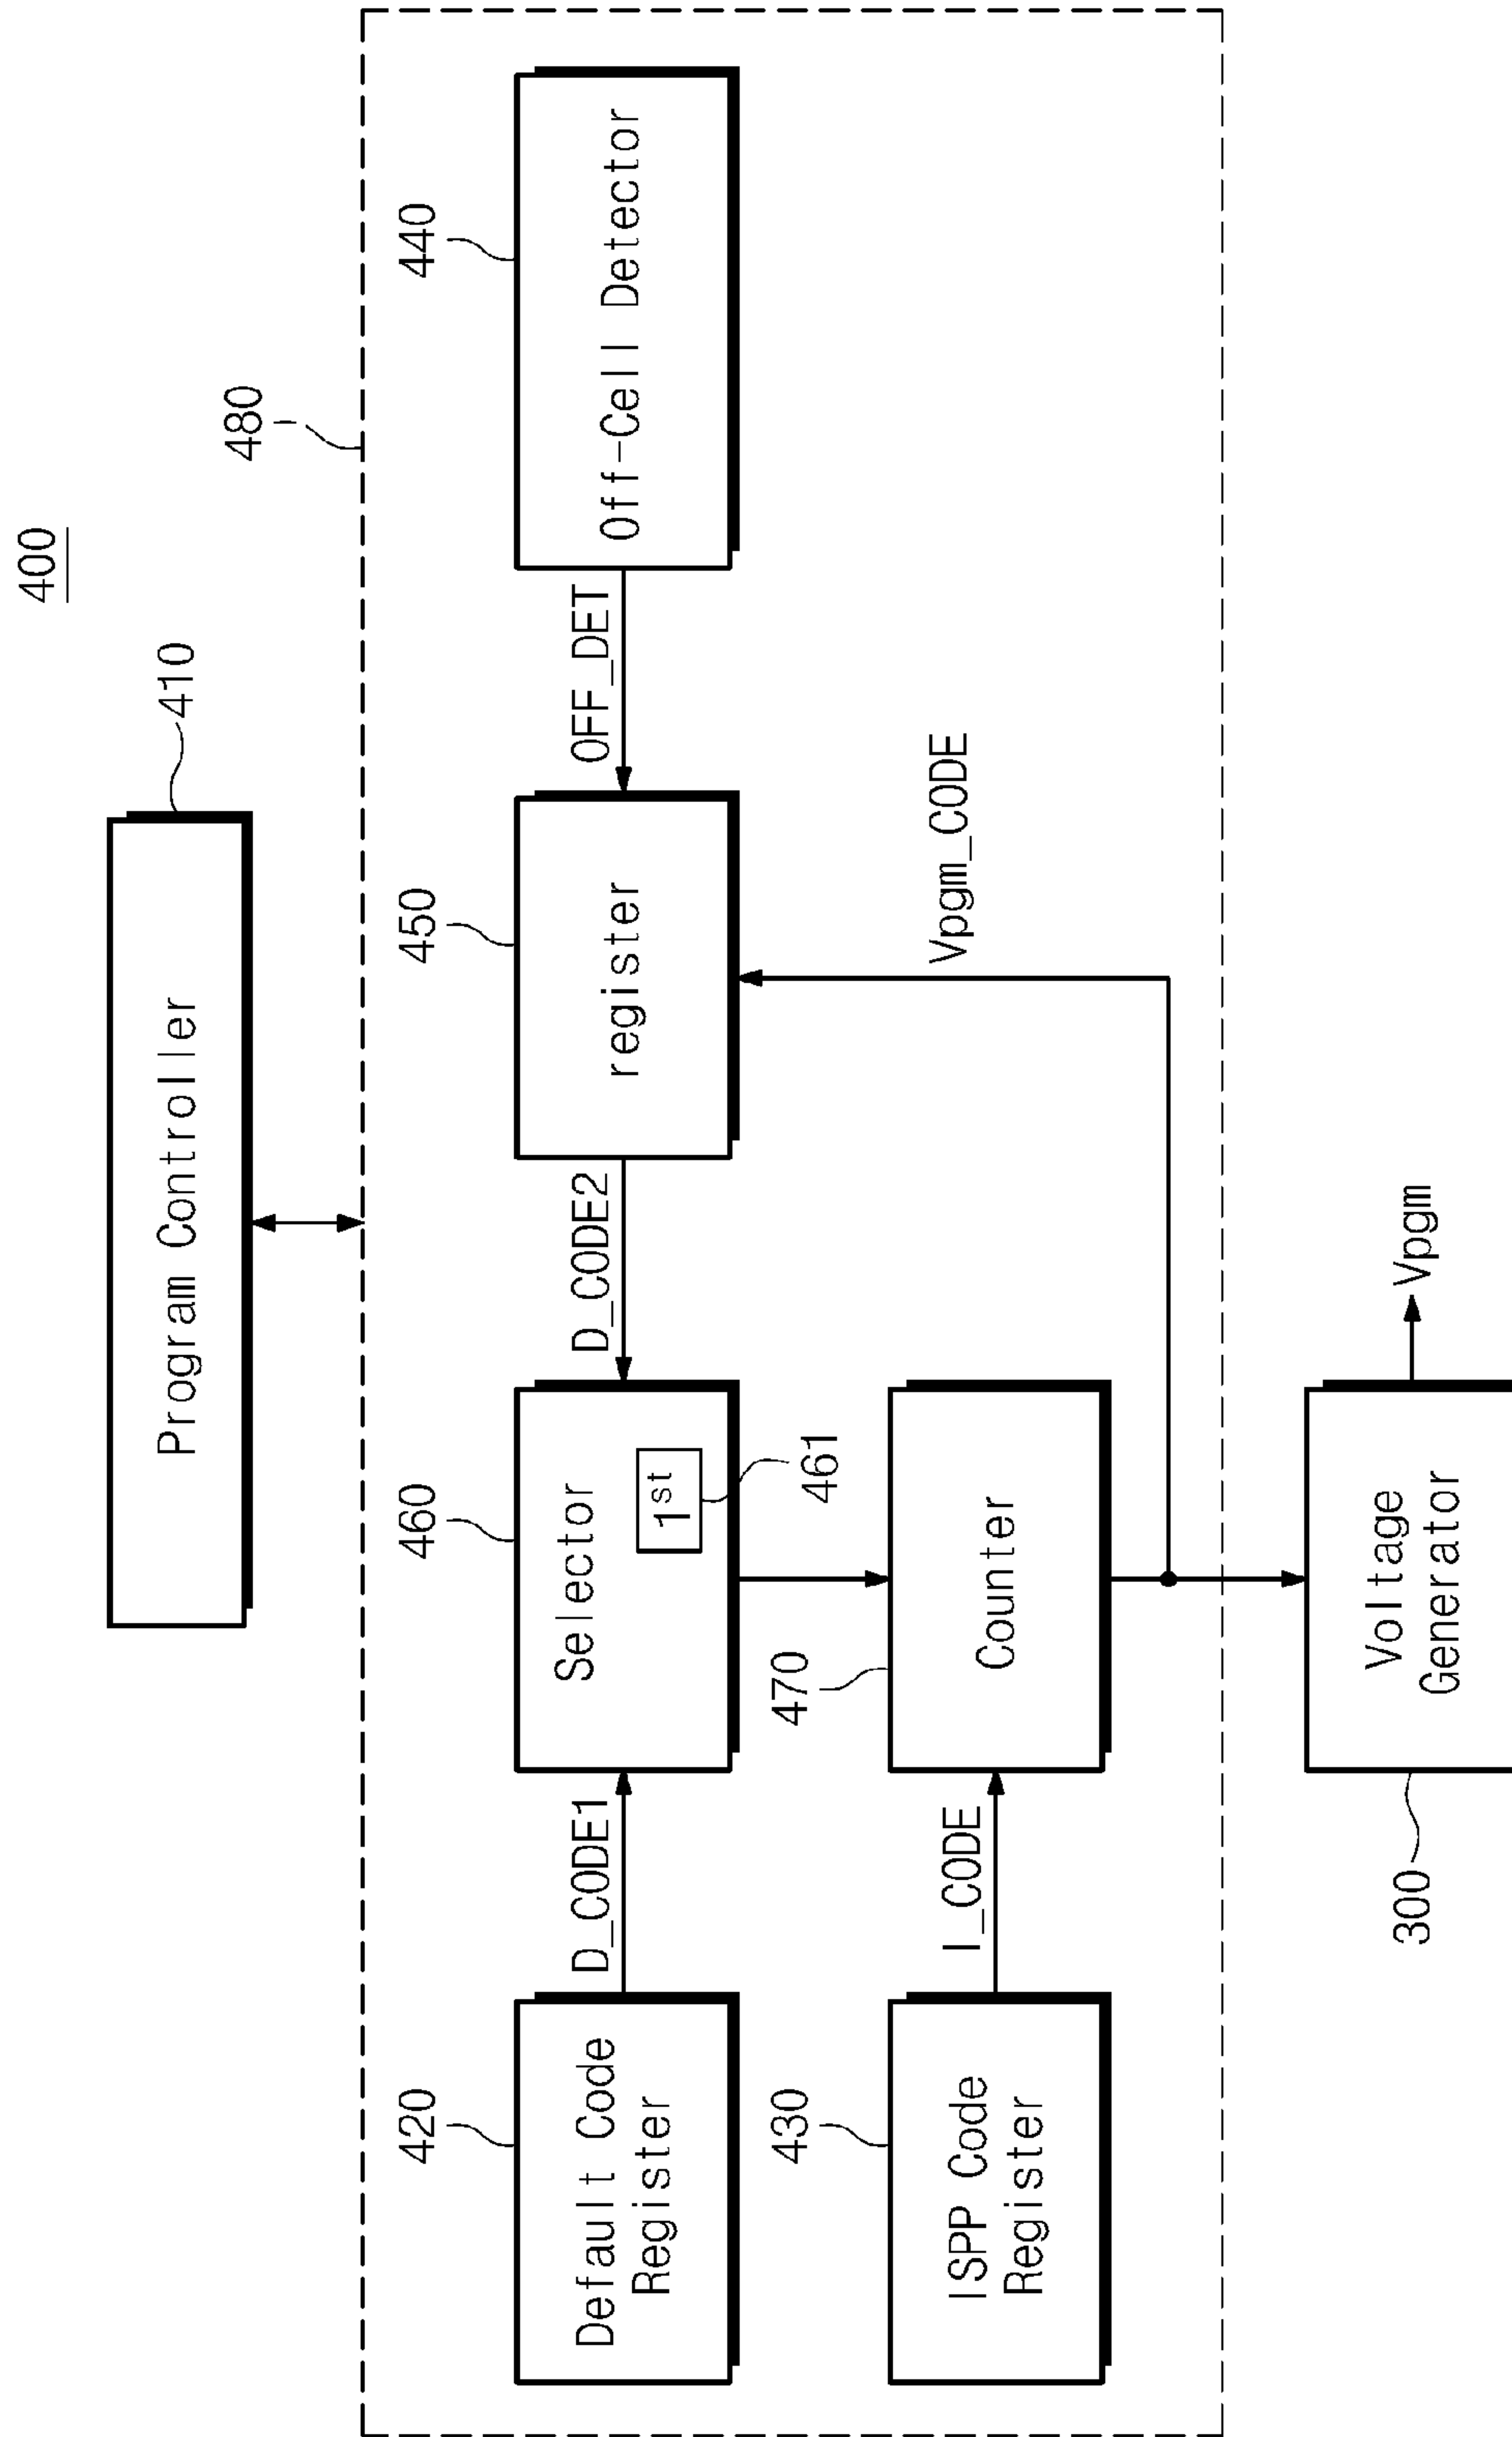 400
Program Controller
410
480
420
Default Code
Register
D_CODE1
460
Selector
1st
461
D_CODE2
450
register
OFF_DET
440
Off-Cell Detector
430
ISPP Code
Register
I_CODE
470
Counter
Vpgm_CODE
300
Voltage
Generator
Vpgm